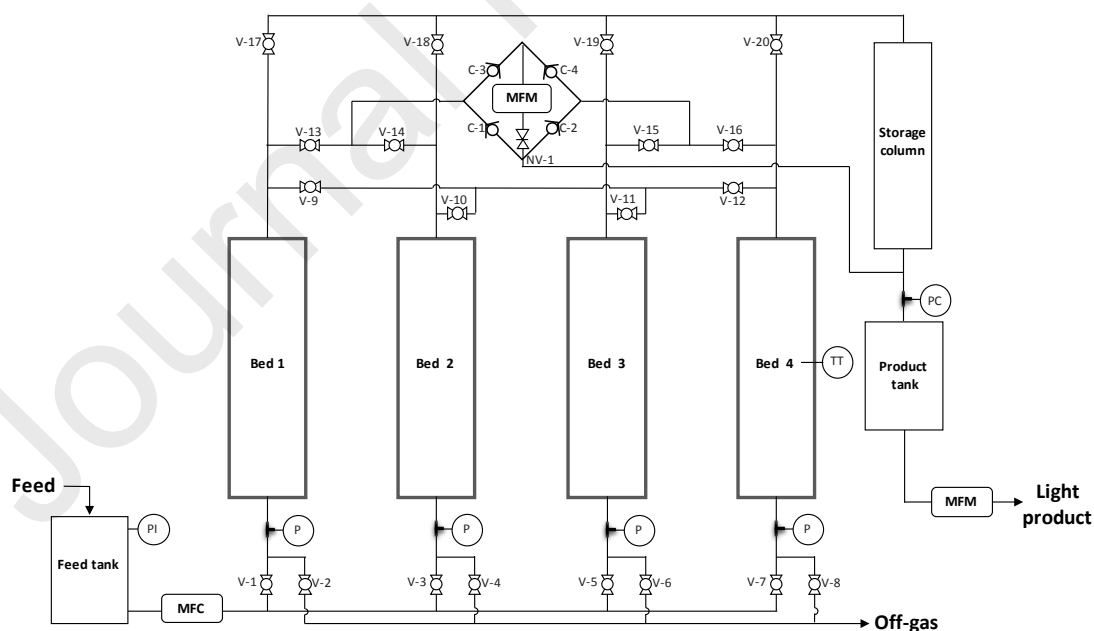 Journal
V-17
V-18
V-19
V-20
C-3
C-4
MFM
V-13
V-14
C-1
C-2
V-15
V-16
NV-1
Storage
column
V-9
V-10
V-11
V-12
PC
Bed 1
Bed 2
Bed 3
Bed 4
TT
Product
tank
Feed
MFM
Light
product
PI
P
P
P
P
Feed tank
V-1
V-2
V-3
V-4
V-5
V-6
V-7
V-8
MFC
Off-gas